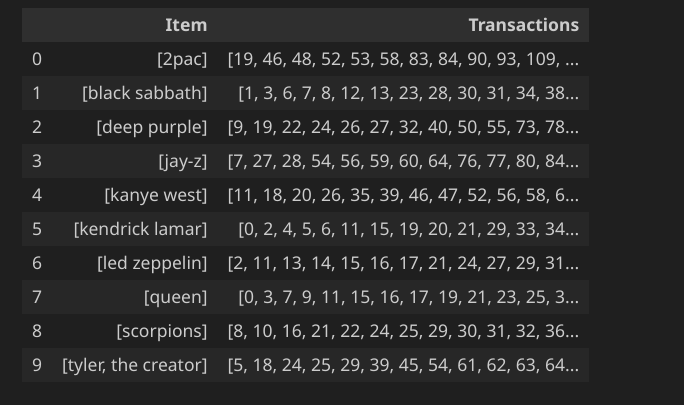 Item Transactions
0 [2pac] [19, 46, 48, 52, 53, 58, 83, 84, 90, 93, 109, ...
1 [black sabbath] [1, 3, 6, 7, 8, 12, 13, 23, 28, 30, 31, 34, 38...
2 [deep purple] [9, 19, 22, 24, 26, 27, 32, 40, 50, 55, 73, 78...
3 [jay-z] [7, 27, 28, 54, 56, 59, 60, 64, 76, 77, 80, 84...
4 [kanye west] [11, 18, 20, 26, 35, 39, 46, 47, 52, 56, 58, 6...
5 [kendrick lamar] [0, 2, 4, 5, 6, 11, 15, 19, 20, 21, 29, 33, 34...
6 [led zeppelin] [2, 11, 13, 14, 15, 16, 17, 21, 24, 27, 29, 31...
7 [queen] [0, 3, 7, 9, 11, 15, 16, 17, 19, 21, 23, 25, 3...
8 [scorpions] [8, 10, 16, 21, 22, 24, 25, 29, 30, 31, 32, 36...
9 [tyler, the creator] [5, 18, 24, 25, 29, 39, 45, 54, 61, 62, 63, 64...